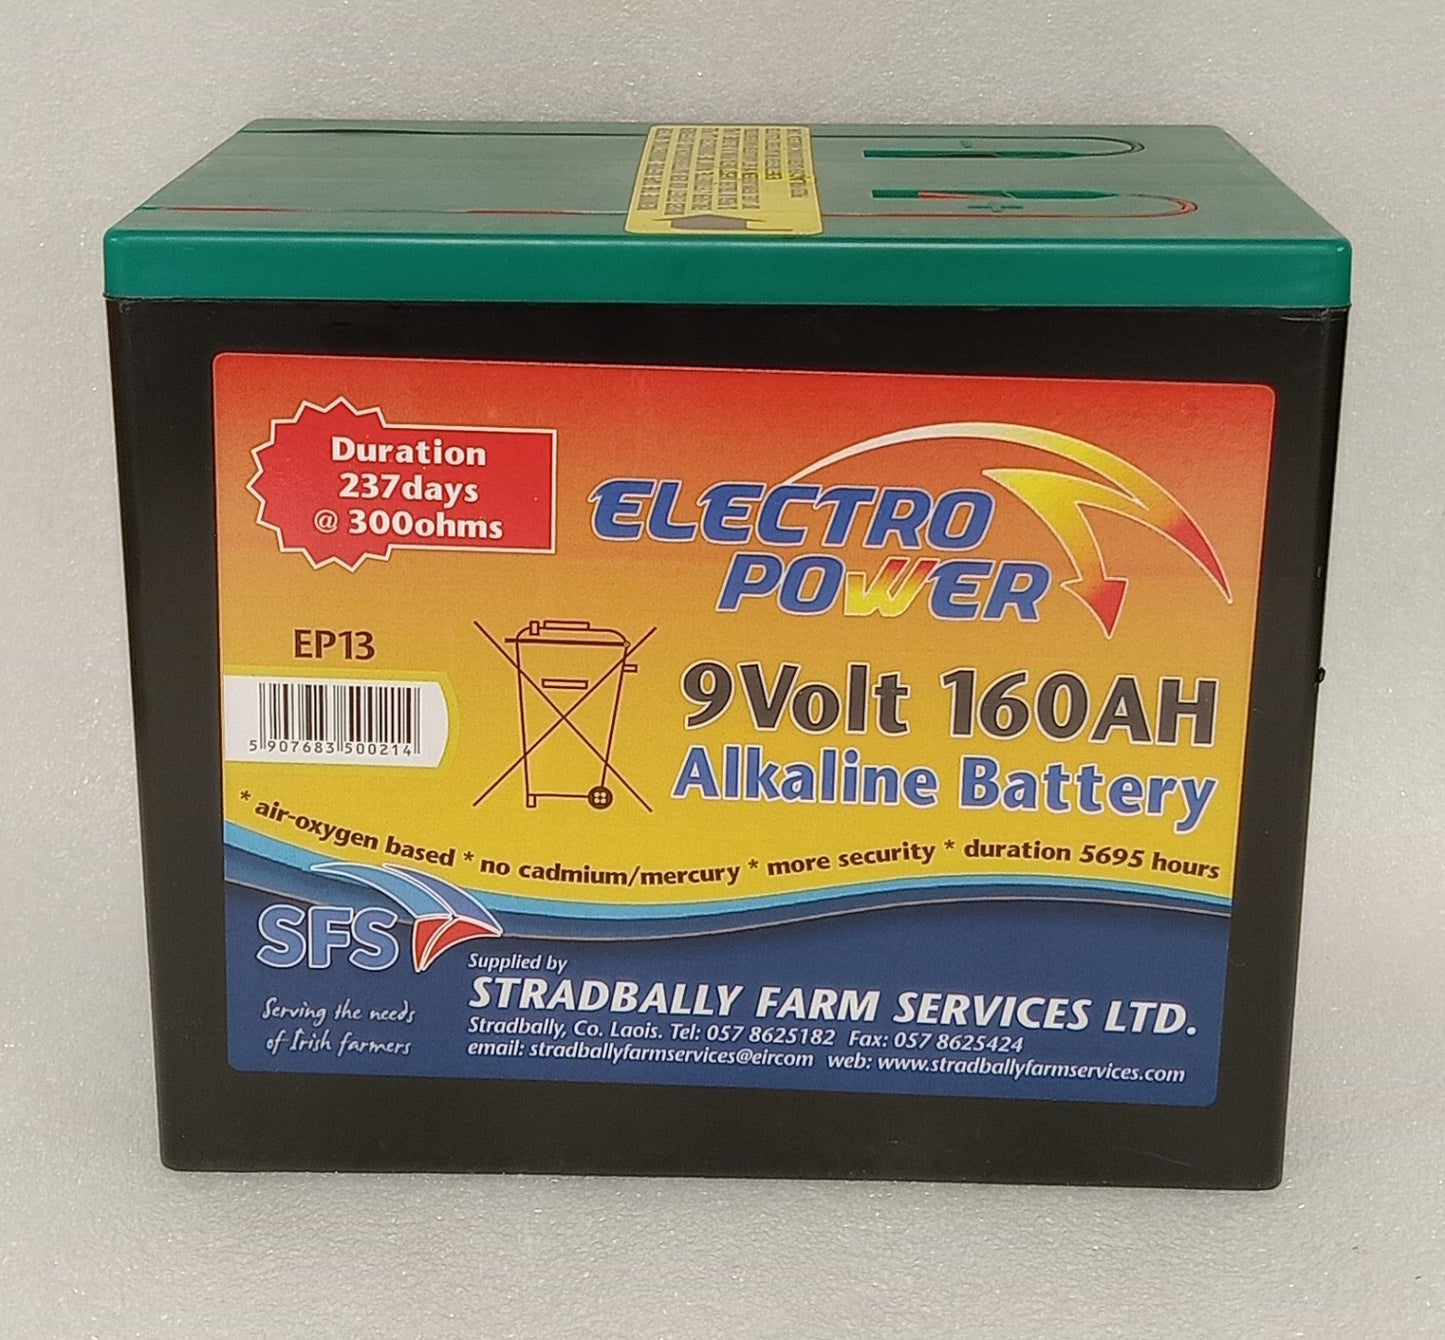 Duration
237days
@ 300ohms
ELECTRO
POWER
EP13
5 907683 500214
9Volt 160AH
Alkaline Battery
* air-oxygen based * no cadmium/mercury * more security * duration 5695 hours
SFS
Serving the needs
of Irish farmers
Supplied by
STRADBALLY FARM SERVICES LTD.
Stradbally, Co. Laois. Tel: 057 8625182 Fax: 057 8625424
email: stradballyfarmservices@eircom web: www.stradballyfarmservices.com